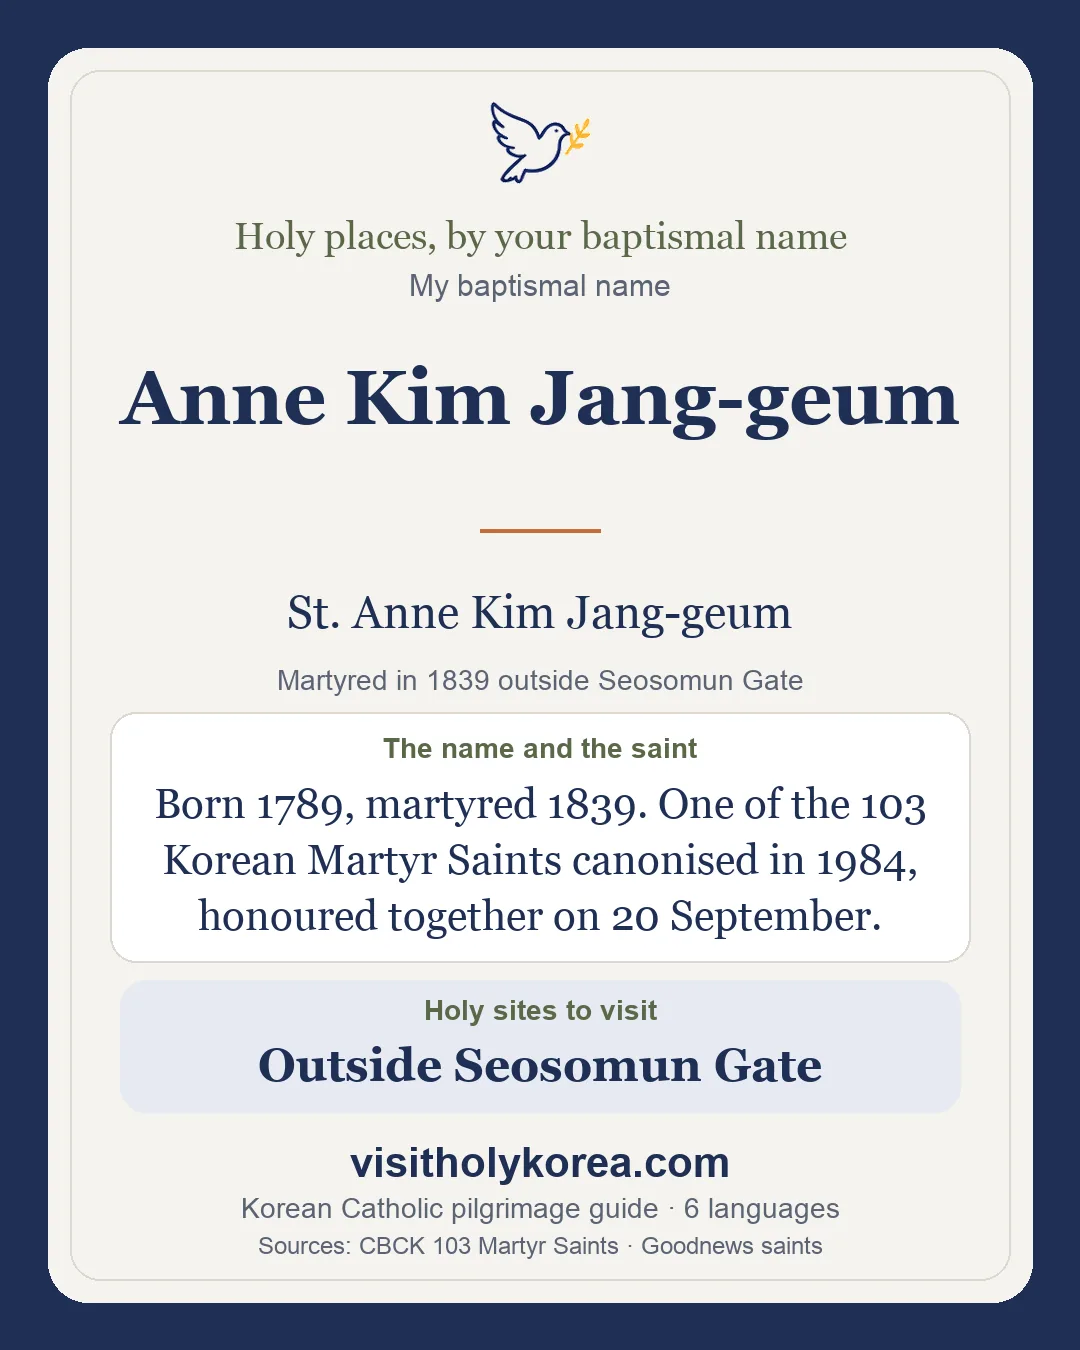 Holy places, by your baptismal name
My baptismal name
Anne Kim Jang-geum
St. Anne Kim Jang-geum
Martyred in 1839 outside Seosomun Gate
The name and the saint
Born 1789, martyred 1839. One of the 103
Korean Martyr Saints canonised in 1984,
honoured together on 20 September.
Holy sites to visit
Outside Seosomun Gate
visitholykorea.com
Korean Catholic pilgrimage guide · 6 languages
Sources: CBCK 103 Martyr Saints · Goodnews saints